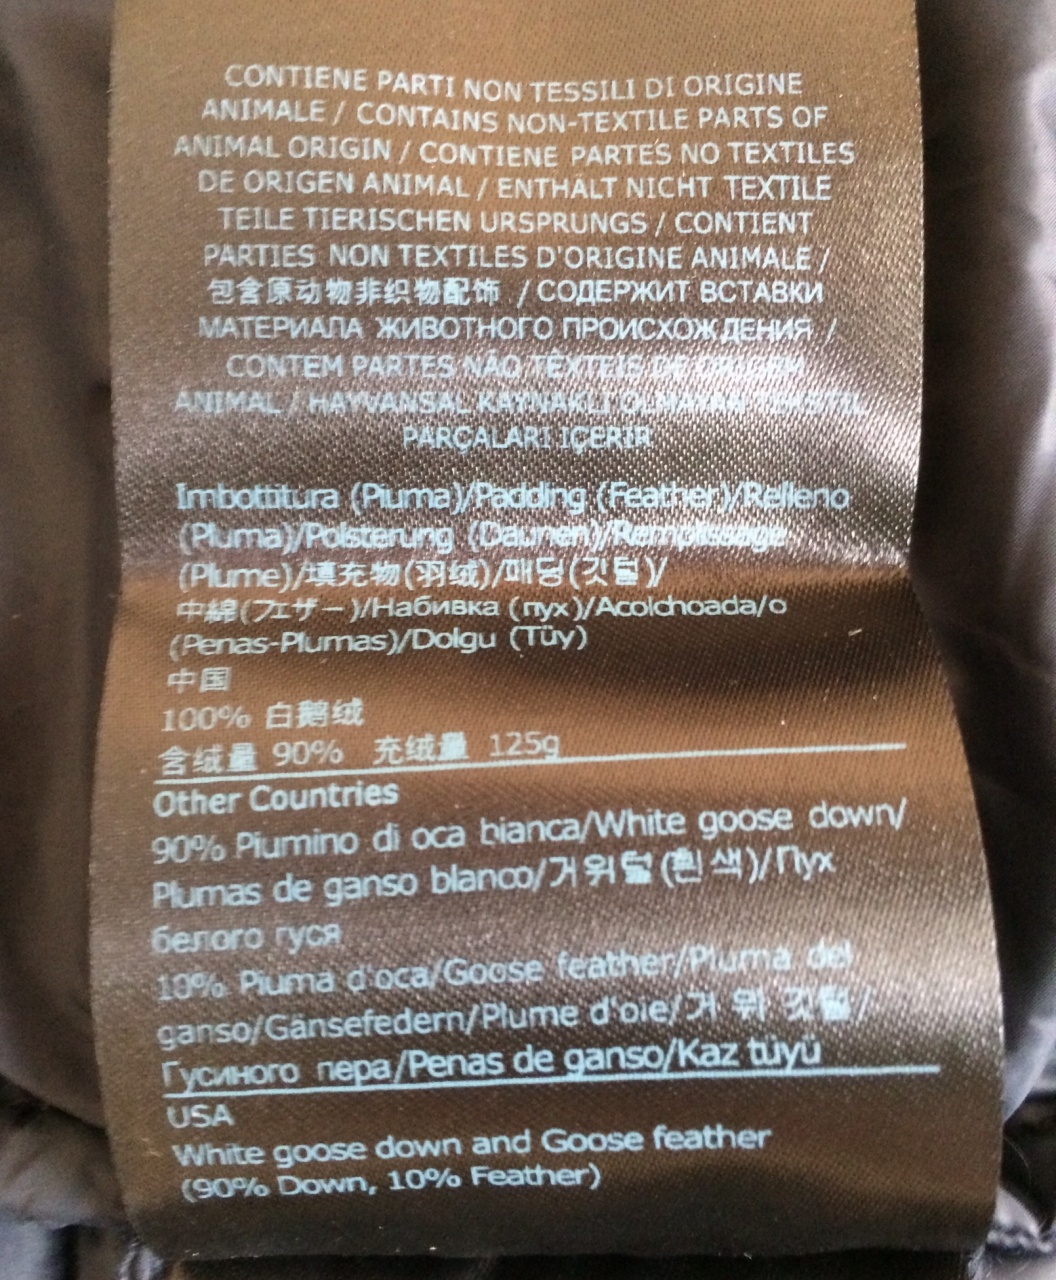 CONTIENE PARTI NON TESSILI DI ORIGINE
ANIMALE / CONTAINS NON-TEXTILE PARTS OF
ANIMAL ORIGIN / CONTIENE PARTES NO TEXTILES
DE ORIGEN ANIMAL / ENTHÄLT NICHT TEXTILE
TEILE TIERISCHEN URSPRUNGS / CONTIENT
PARTIES NON TEXTILES D'ORIGINE ANIMALE /
包含原动物非织物配饰 / СОДЕРЖИТ ВСТАВКИ
МАТЕРИАЛА ЖИВОТНОГО ПРОИСХОЖДЕНИЯ /
CONTEM PARTES NÃO TÊXTEIS DE ORIGEM
ANIMAL / HAYVANSAL KAYNAKLI OLMAYAN TEKSTIL
PARÇALARI IÇERIR
Imbottitura (Piuma)/Padding (Feather)/Relleno
(Pluma)/Polsterung (Daunen)/Remplissage
(Plume)/填充物(羽绒)/패딩(깃털)/
中綿(フェザー)/Набивка (пух)/Acolchoada/o
(Penas-Plumas)/Dolgu (Tüy)
中国
100% 白鹅绒
含绒量 90% 充绒量 125g
Other Countries
90% Piumino di oca bianca/White goose down/
Plumas de ganso blanco/거위털(흰색)/Пух
белого гуся
10% Piuma d'oca/Goose feather/Pluma del
ganso/Gänsefedern/Plume d'oie/거위 깃털/
Гусиного пера/Penas de ganso/Kaz tüyü
USA
White goose down and Goose feather
(90% Down, 10% Feather)